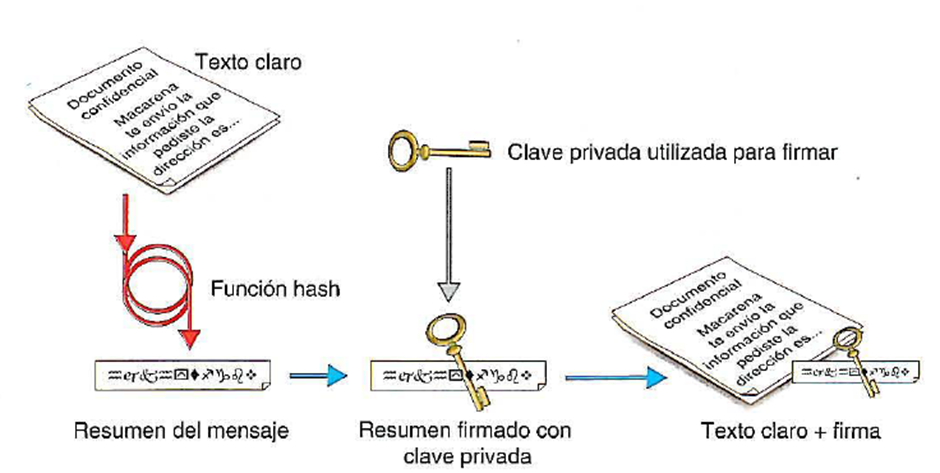 Texto claro
Documento
confidencial
Macarena
te envío la
información que
pediste la
dirección es...
Clave privada utilizada para firmar
Función hash
Resumen del mensaje
Resumen firmado con
clave privada
Documento
confidencial
Macarena
te envío la
información que
pediste la
dirección es...
Texto claro + firma